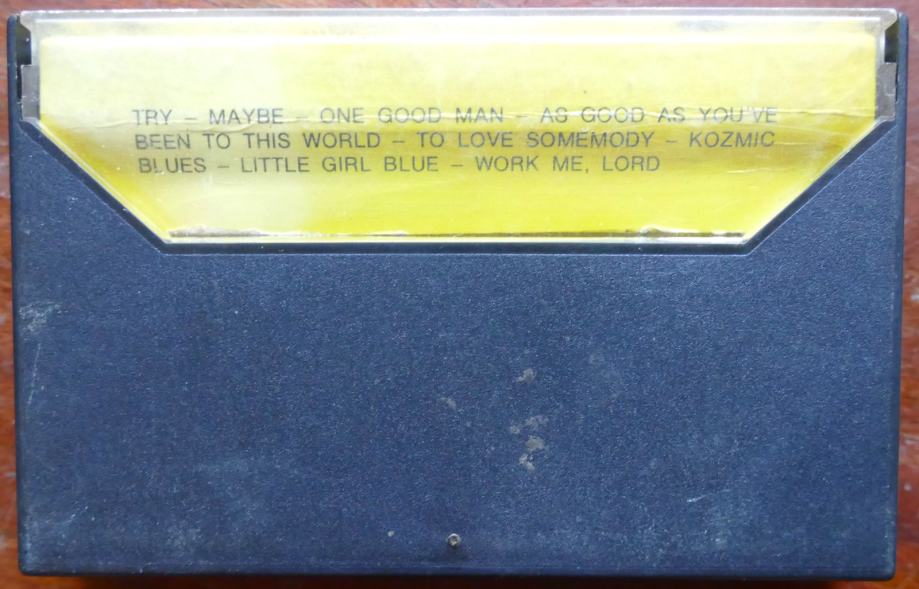 TRY – MAYBE – ONE GOOD MAN – AS GOOD AS YOU'VE
BEEN TO THIS WORLD – TO LOVE SOMEMODY – KOZMIC
BLUES – LITTLE GIRL BLUE – WORK ME, LORD